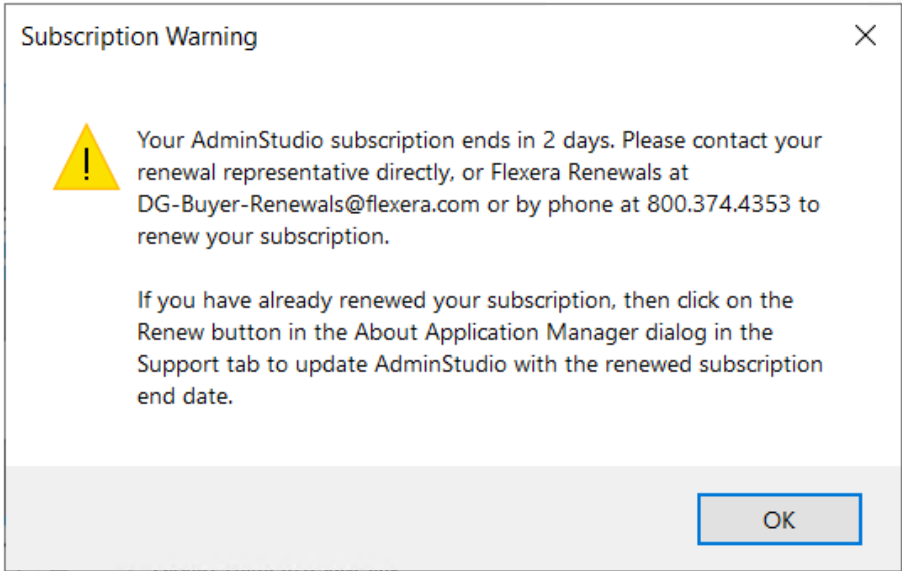 Subscription Warning
!
Your AdminStudio subscription ends in 2 days. Please contact your
renewal representative directly, or Flexera Renewals at
DG-Buyer-Renewals@flexera.com or by phone at 800.374.4353 to
renew your subscription.
If you have already renewed your subscription, then click on the
Renew button in the About Application Manager dialog in the
Support tab to update AdminStudio with the renewed subscription
end date.
OK